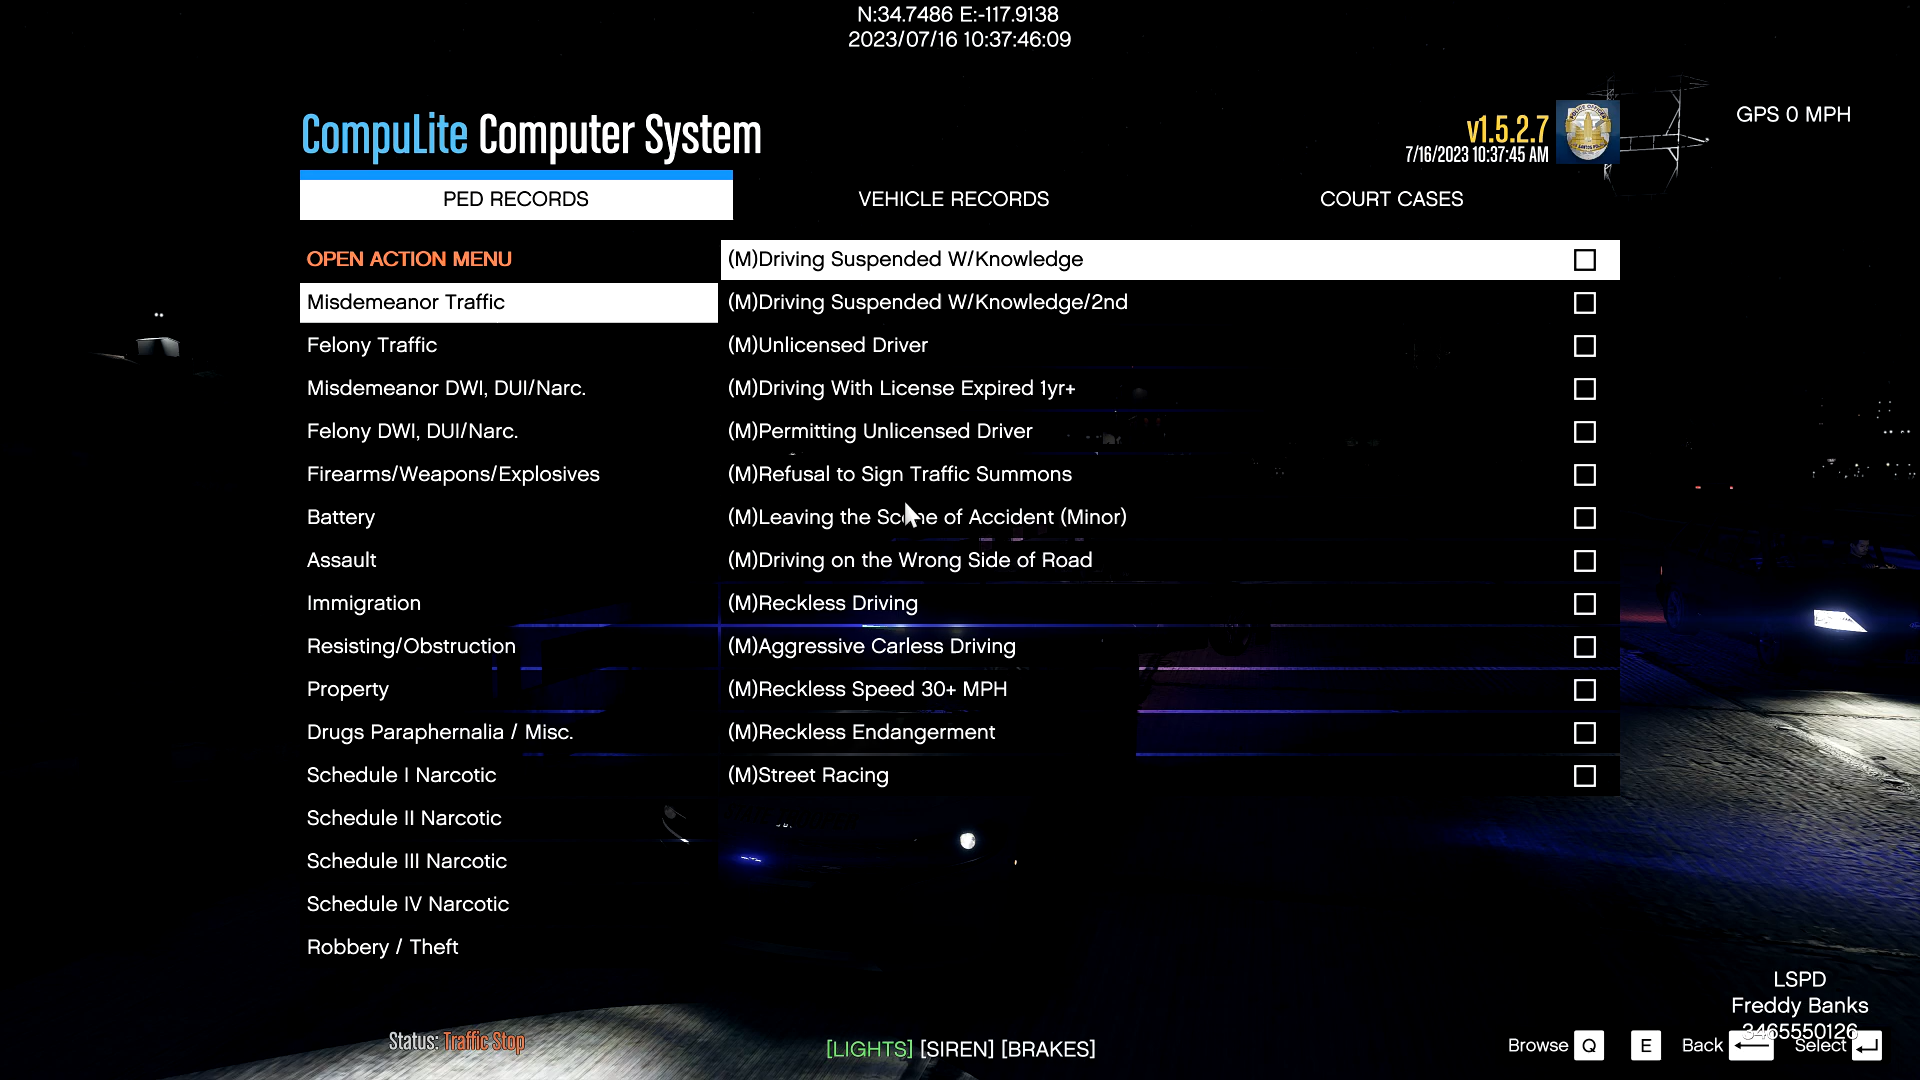 N:34.7486 E:-117.9138
2023/07/16 10:37:46:09
GPS 0 MPH
CompuLite Computer System
v1.5.2.7
7/16/2023 10:37:45 AM
PED RECORDS
VEHICLE RECORDS
COURT CASES
OPEN ACTION MENU
Misdemeanor Traffic
Felony Traffic
Misdemeanor DWI, DUI/Narc.
Felony DWI, DUI/Narc.
Firearms/Weapons/Explosives
Battery
Assault
Immigration
Resisting/Obstruction
Property
Drugs Paraphernalia / Misc.
Schedule I Narcotic
Schedule II Narcotic
Schedule III Narcotic
Schedule IV Narcotic
Robbery / Theft
(M)Driving Suspended W/Knowledge
(M)Driving Suspended W/Knowledge/2nd
(M)Unlicensed Driver
(M)Driving With License Expired 1yr+
(M)Permitting Unlicensed Driver
(M)Refusal to Sign Traffic Summons
(M)Leaving the Scene of Accident (Minor)
(M)Driving on the Wrong Side of Road
(M)Reckless Driving
(M)Aggressive Carless Driving
(M)Reckless Speed 30+ MPH
(M)Reckless Endangerment
(M)Street Racing
Status: Traffic Stop
[LIGHTS] [SIREN] [BRAKES]
LSPD
Freddy Banks
3465550126
Browse Q E Back Select